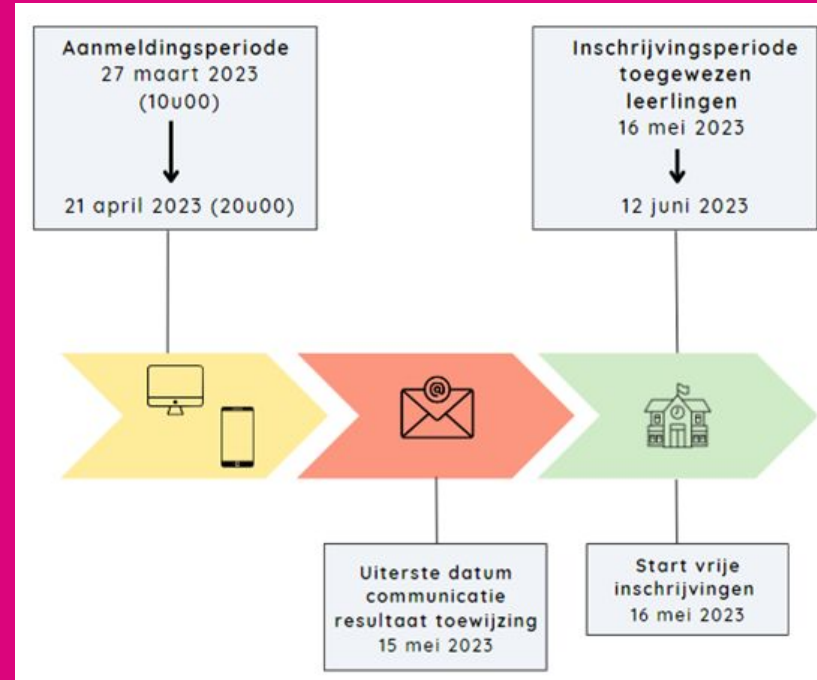 Aanmeldingsperiode
27 maart 2023
(10u00)
21 april 2023 (20u00)
Inschrijvingsperiode
toegewezen
leerlingen
16 mei 2023
12 juni 2023
@
Uiterste datum
communicatie
resultaat toewijzing
15 mei 2023
Start vrije
inschrijvingen
16 mei 2023